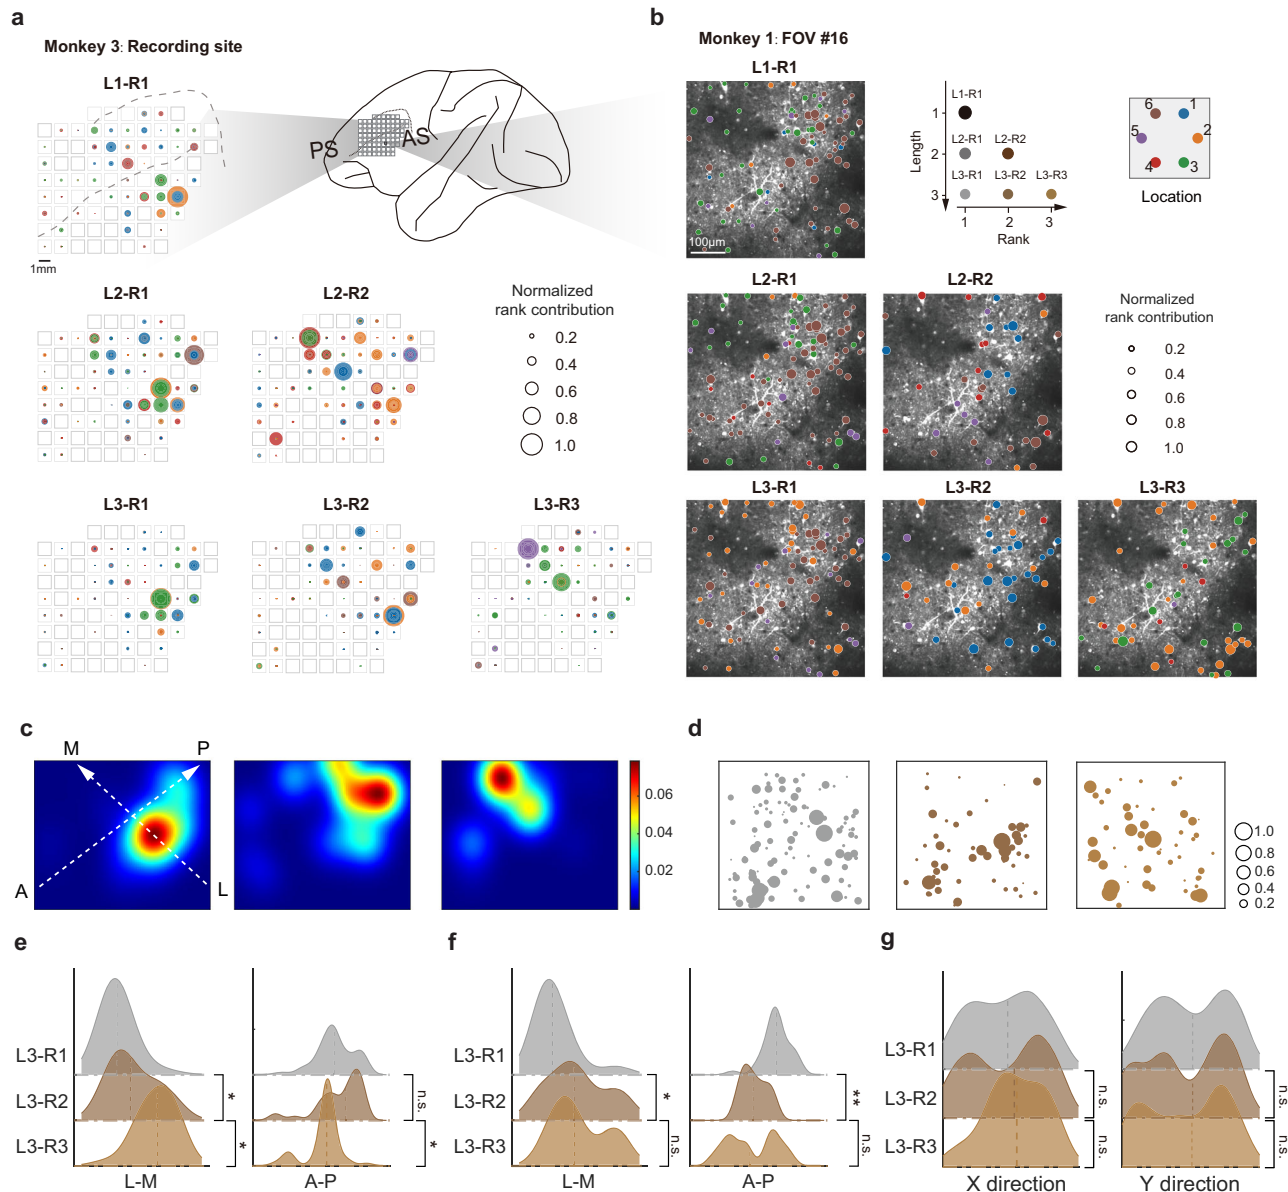 a
Monkey 3: Recording site
L1-R1
PS
AS
1mm
L2-R1
L2-R2
Normalized
rank contribution
0.2
0.4
0.6
0.8
1.0
L3-R1
L3-R2
L3-R3
b
Monkey 1: FOV #16
L1-R1
100μm
L1-R1
1
L2-R1
L2-R2
2
L3-R1
L3-R2
L3-R3
3
Length
1
2
3
Rank
6
1
5
2
4
3
Location
L2-R1
L2-R2
Normalized
rank contribution
0.2
0.4
0.6
0.8
1.0
L3-R1
L3-R2
L3-R3
c
M
P
A
L
0.06
0.04
0.02
d
1.0
0.8
0.6
0.4
0.2
e
L3-R1
L3-R2
L3-R3
*
*
L-M
n.s.
*
A-P
f
L3-R1
L3-R2
L3-R3
*
n.s.
L-M
**
n.s.
A-P
g
L3-R1
L3-R2
L3-R3
n.s.
n.s.
X direction
n.s.
n.s.
Y direction